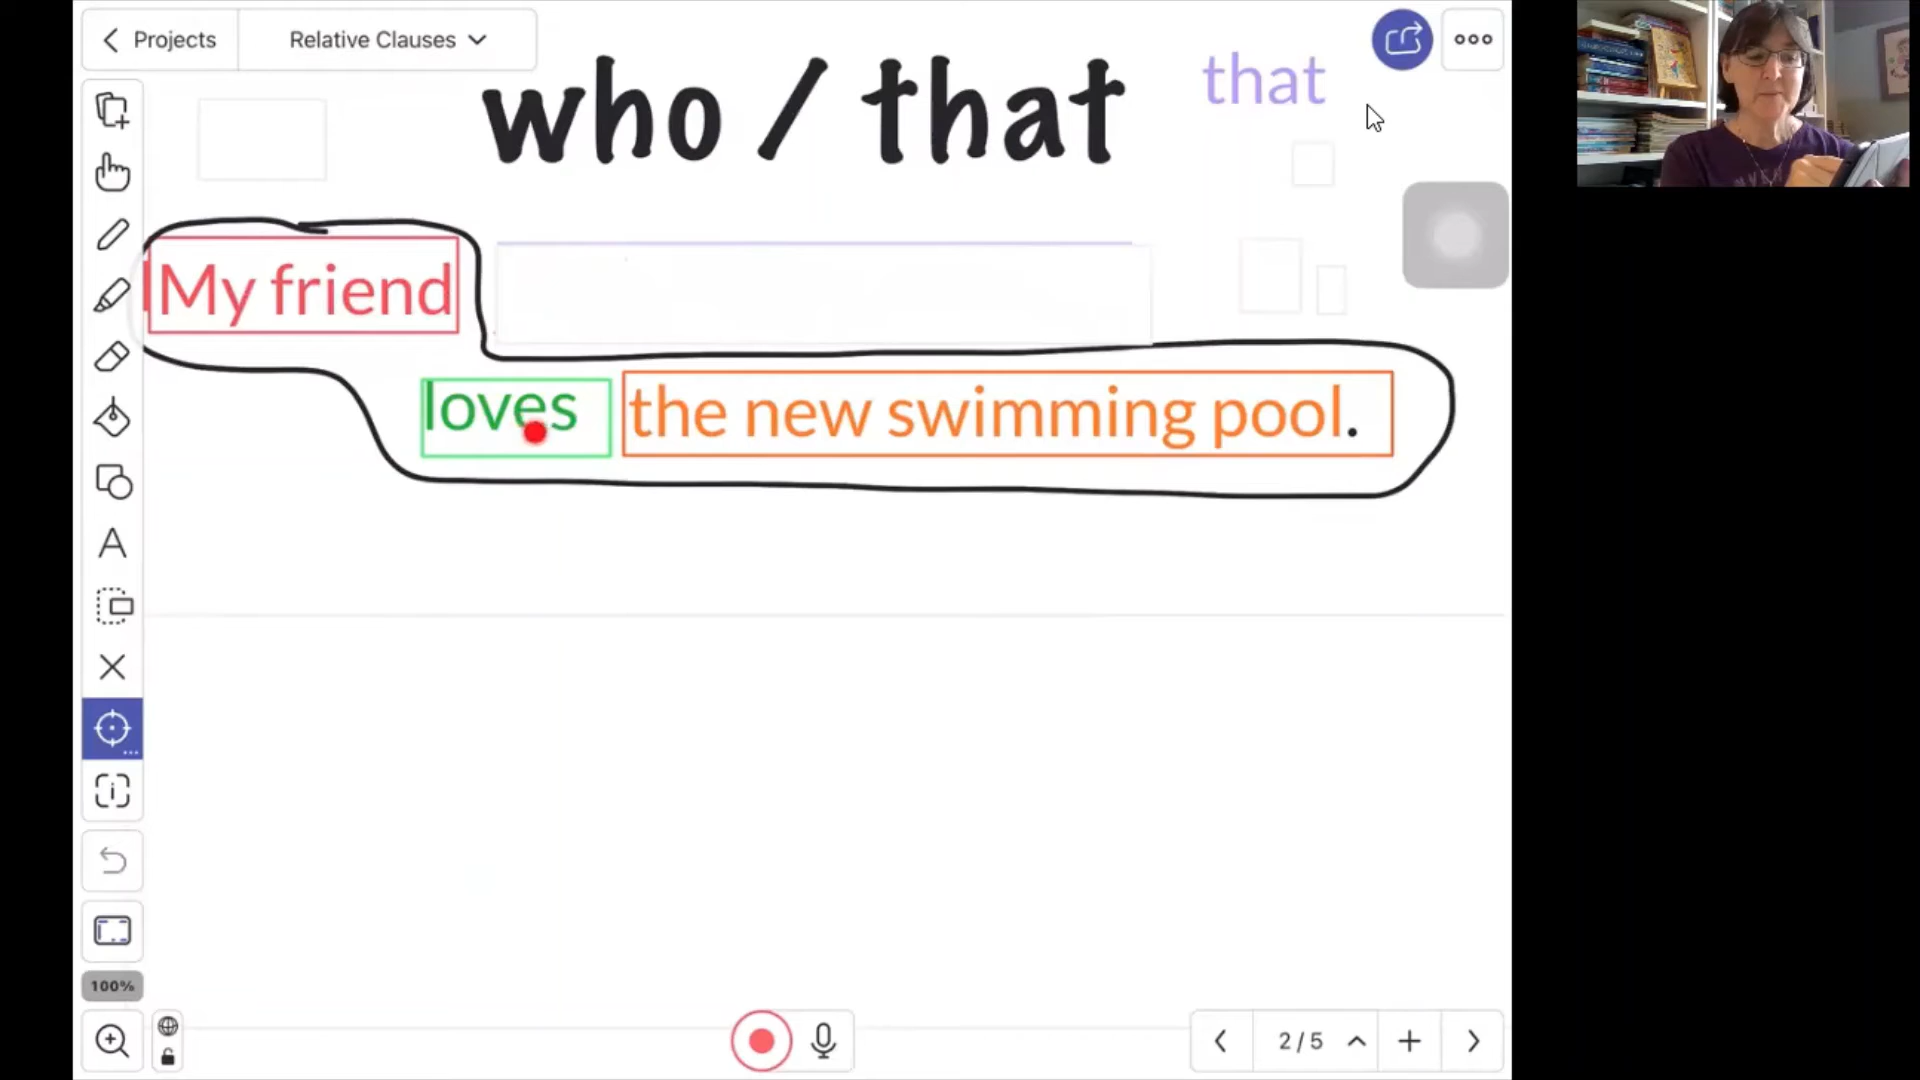 Projects
Relative Clauses
who / that
that
My friend
loves the new swimming pool.
A
100%
2/5